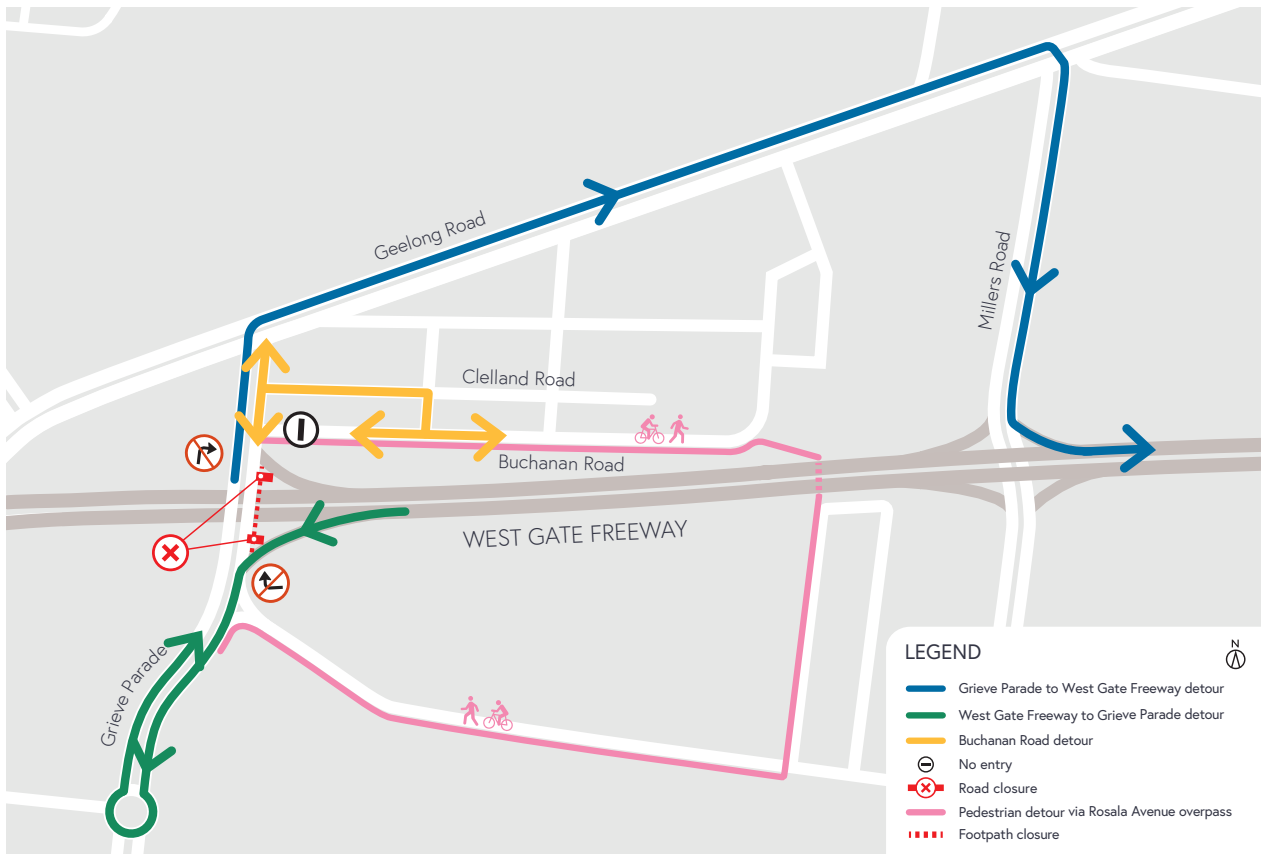 Geelong Road
Millers Road
Clelland Road
Buchanan Road
WEST GATE FREEWAY
Grieve Parade
LEGEND
N
Grieve Parade to West Gate Freeway detour
West Gate Freeway to Grieve Parade detour
Buchanan Road detour
No entry
Road closure
Pedestrian detour via Rosala Avenue overpass
Footpath closure